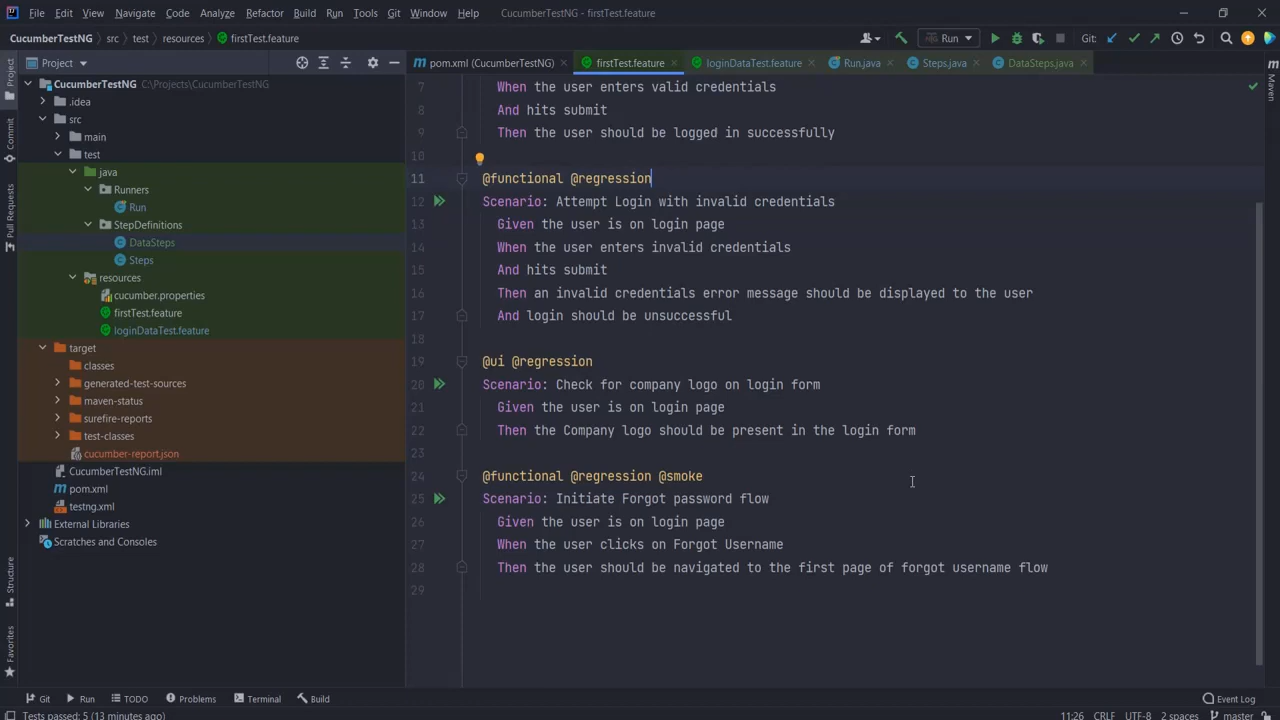 File Edit View Navigate Code Analyze Refactor Build Run Tools Git Window Help CucumberTestNG - firstTest.feature
CucumberTestNG src test resources firstTest.feature Run Git:
Project
pom.xml (CucumberTestNG) firstTest.feature loginDataTest.feature Run.java Steps.java DataSteps.java
Project
Commit
Pull Requests
Structure
Favorites
CucumberTestNG C:\Projects\CucumberTestNG
.idea
src
main
test
java
Runners
Run
StepDefinitions
DataSteps
Steps
resources
cucumber.properties
firstTest.feature
loginDataTest.feature
target
classes
generated-test-sources
maven-status
surefire-reports
test-classes
cucumber-report.json
CucumberTestNG.iml
pom.xml
testng.xml
External Libraries
Scratches and Consoles
7 When the user enters valid credentials
8 And hits submit
9 Then the user should be logged in successfully
10
11 @functional @regression
12 Scenario: Attempt Login with invalid credentials
13 Given the user is on login page
14 When the user enters invalid credentials
15 And hits submit
16 Then an invalid credentials error message should be displayed to the user
17 And login should be unsuccessful
18
19 @ui @regression
20 Scenario: Check for company logo on login form
21 Given the user is on login page
22 Then the Company logo should be present in the login form
23
24 @functional @regression @smoke
25 Scenario: Initiate Forgot password flow
26 Given the user is on login page
27 When the user clicks on Forgot Username
28 Then the user should be navigated to the first page of forgot username flow
29
Maven
Git Run TODO Problems Terminal Build Event Log
Tests passed: 5 (13 minutes ago) 11:26 CRLF UTF-8 2 spaces master